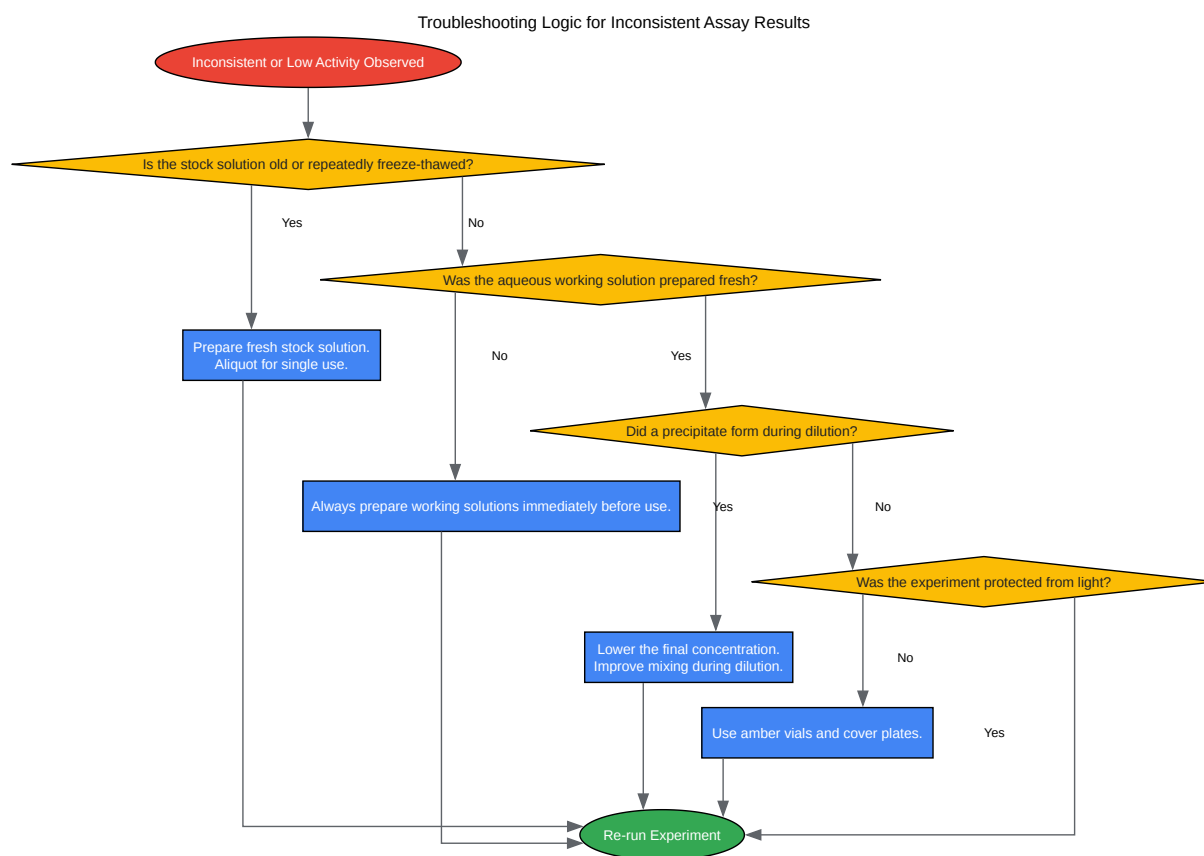 Troubleshooting Logic for Inconsistent Assay Results
Inconsistent or Low Activity Observed
Is the stock solution old or repeatedly freeze-thawed?
Yes
No
Was the aqueous working solution prepared fresh?
Prepare fresh stock solution.
Aliquot for single use.
No
Yes
Did a precipitate form during dilution?
Always prepare working solutions immediately before use.
Yes
No
Was the experiment protected from light?
Lower the final concentration.
Improve mixing during dilution.
No
Use amber vials and cover plates.
Yes
Re-run Experiment